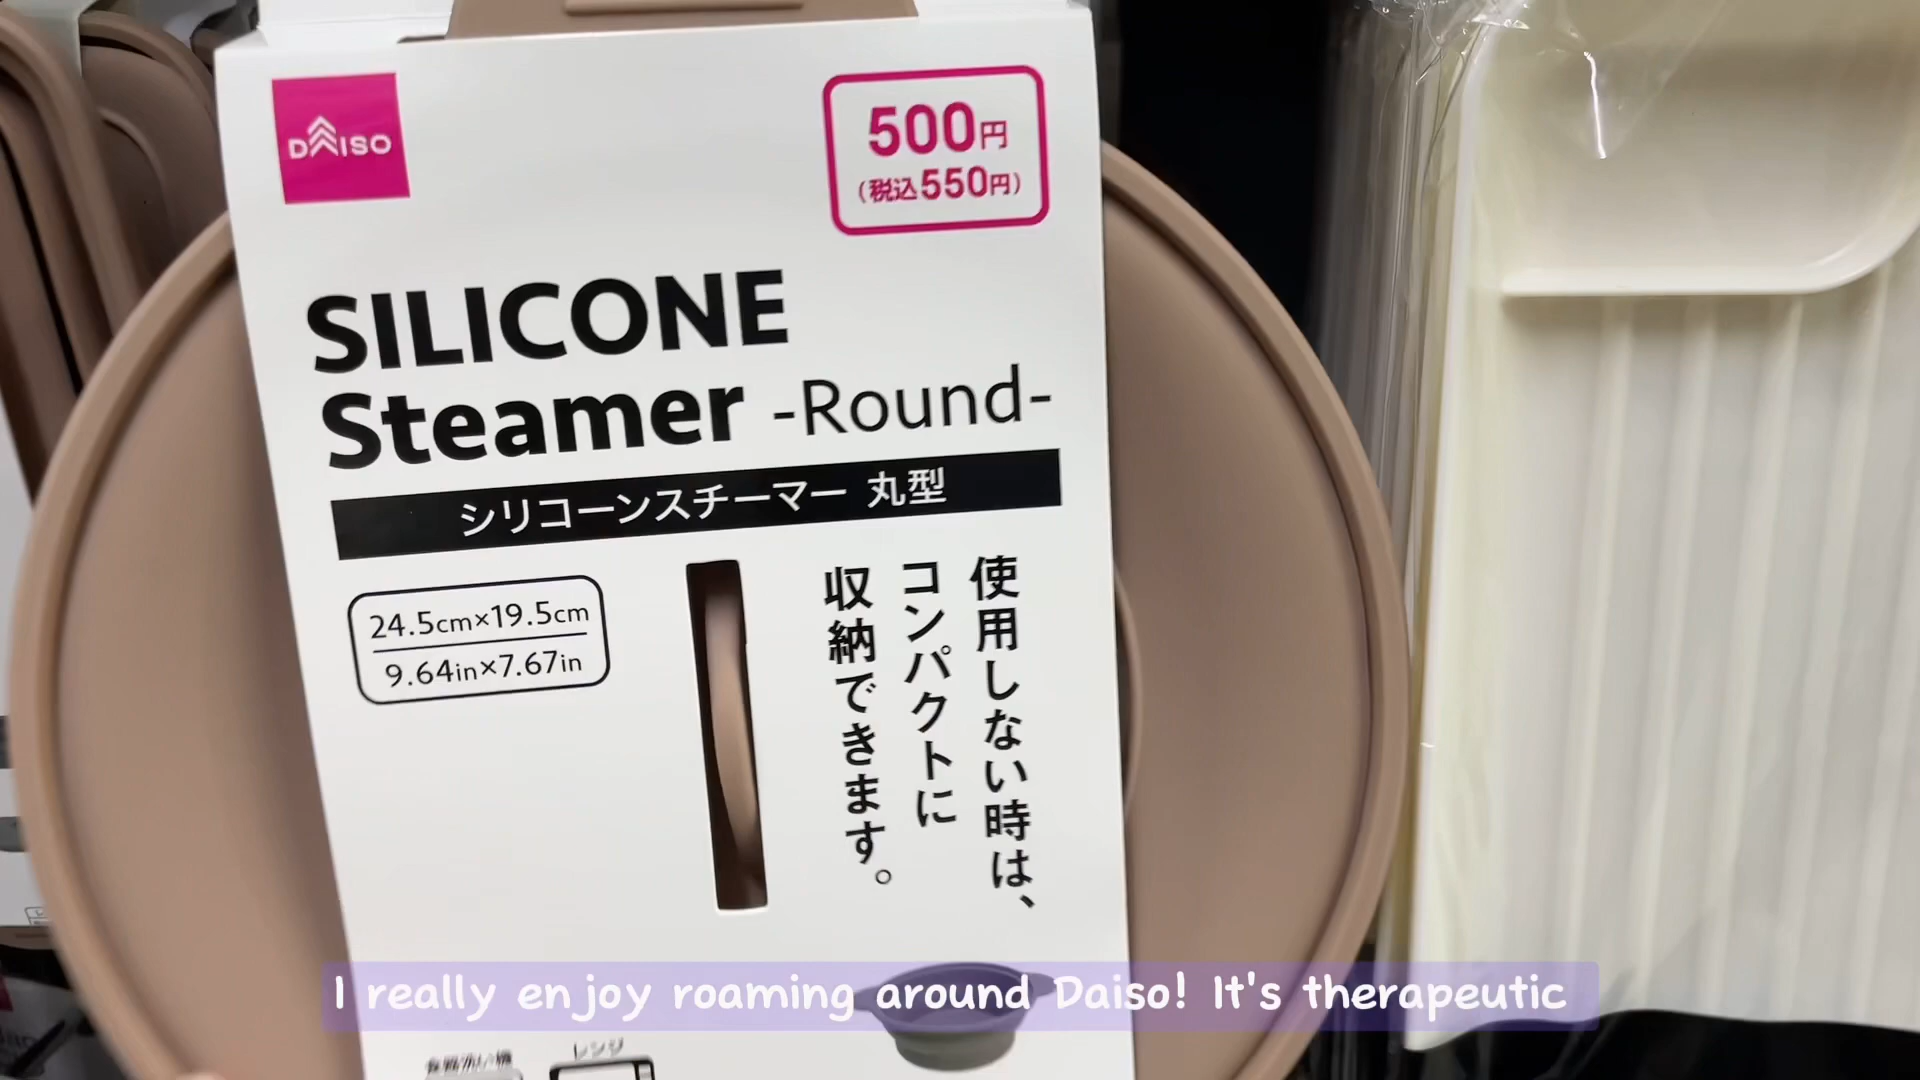 DAISO
500円
(税込550円)
SILICONE
Steamer -Round-
シリコーンスチーマー 丸型
24.5cm×19.5cm
9.64in×7.67in
使用しない時は、
コンパクトに
収納できます。
I really enjoy roaming around Daiso! It's therapeutic
レンジ